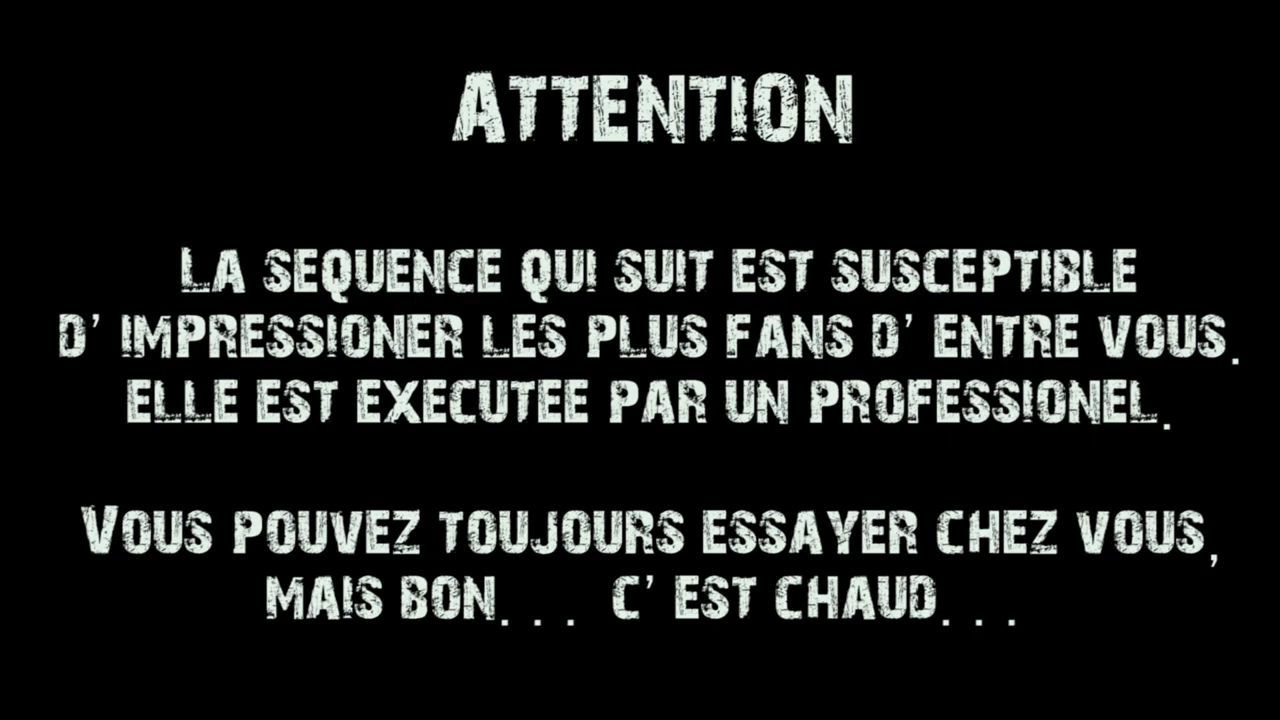 ATTENTION
LA SEQUENCE QUI SUIT EST SUSCEPTIBLE
D' IMPRESSIONER LES PLUS FANS D' ENTRE VOUS.
ELLE EST EXECUTEE PAR UN PROFESSIONEL.
VOUS POUVEZ TOUJOURS ESSAYER CHEZ VOUS,
MAIS BON... C' EST CHAUD...